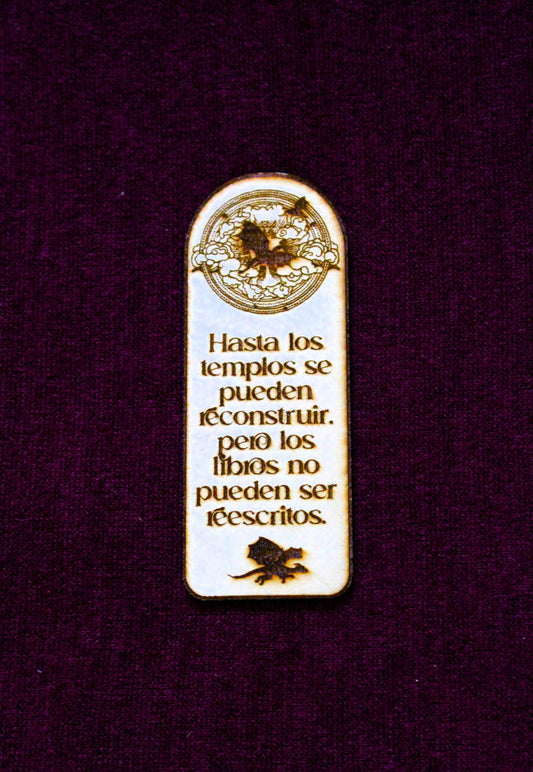 Hasta los
templos se
pueden
reconstruir.
pero los
libros no
pueden ser
reescritos.